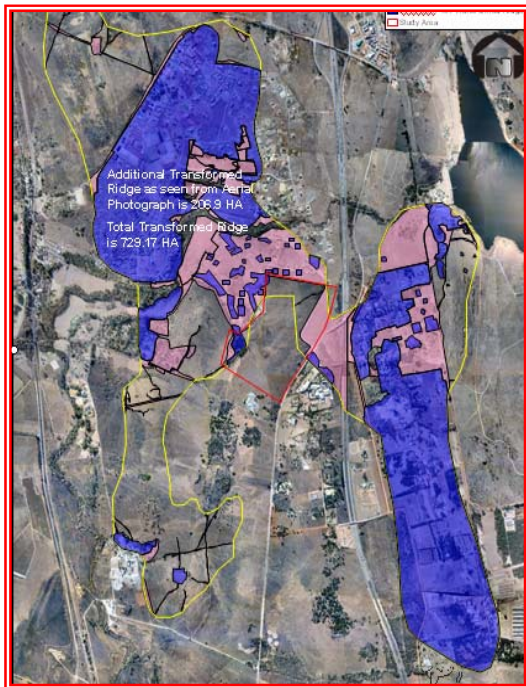 Study Area
N
Additional Transformed
Ridge as seen from Aerial
Photograph is 206.9 HA
Total Transformed Ridge
is 729.17 HA